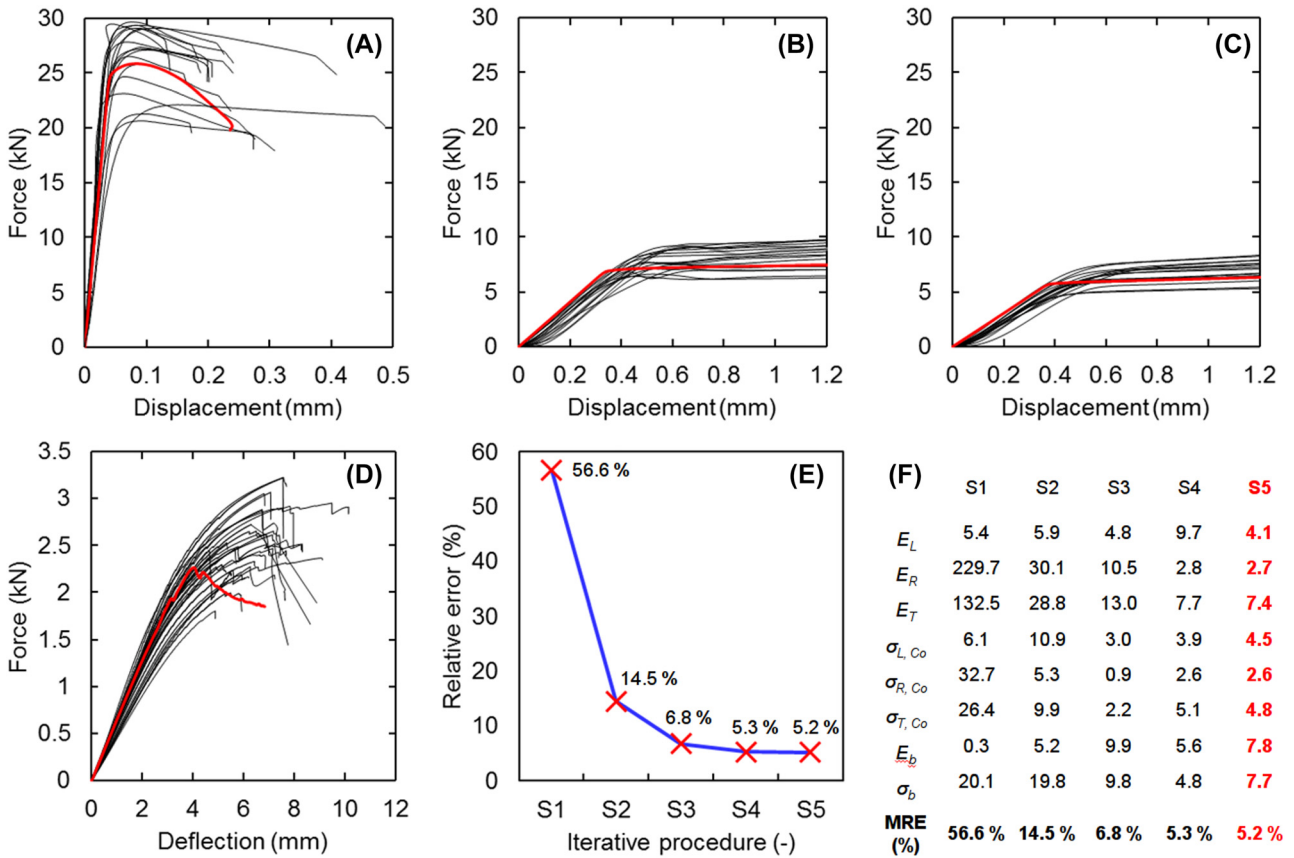 (A)
30
25
20
15
10
5
0
Force (kN)
0 0.1 0.2 0.3 0.4 0.5
Displacement (mm)
(B)
30
25
20
15
10
5
0
Force (kN)
0 0.2 0.4 0.6 0.8 1 1.2
Displacement (mm)
(C)
30
25
20
15
10
5
0
Force (kN)
0 0.2 0.4 0.6 0.8 1 1.2
Displacement (mm)
(D)
3.5
3
2.5
2
1.5
1
0.5
0
Force (kN)
0 2 4 6 8 10 12
Deflection (mm)
(E)
60
50
40
30
20
10
0
Relative error (%)
56.6 %
14.5 %
6.8 %
5.3 %
5.2 %
S1 S2 S3 S4 S5
Iterative procedure (-)
(F)
S1 S2 S3 S4 S5
E_L 5.4 5.9 4.8 9.7 4.1
E_R 229.7 30.1 10.5 2.8 2.7
E_T 132.5 28.8 13.0 7.7 7.4
σ_L, Co 6.1 10.9 3.0 3.9 4.5
σ_R, Co 32.7 5.3 0.9 2.6 2.6
σ_T, Co 26.4 9.9 2.2 5.1 4.8
E_b 0.3 5.2 9.9 5.6 7.8
σ_b 20.1 19.8 9.8 4.8 7.7
MRE (%) 56.6 % 14.5 % 6.8 % 5.3 % 5.2 %